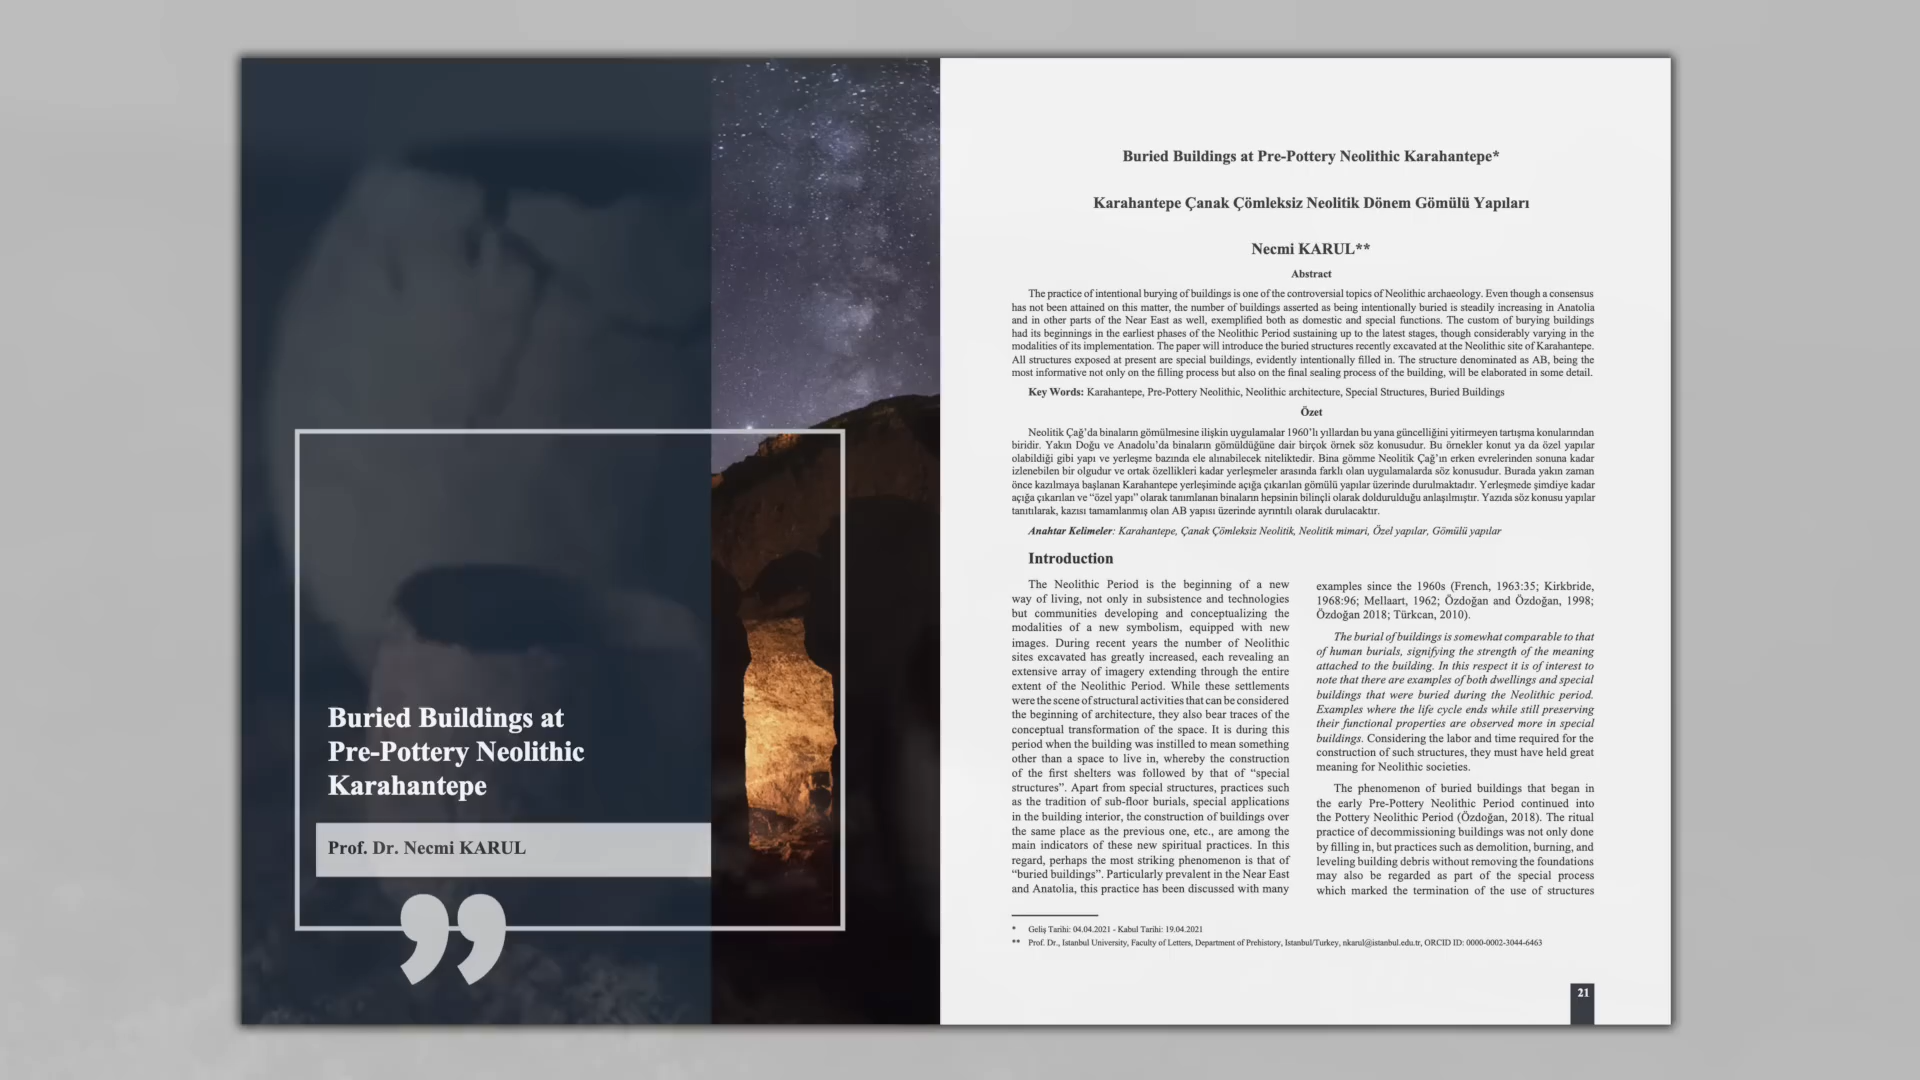 Buried Buildings at
Pre-Pottery Neolithic
Karahantepe
Prof. Dr. Necmi KARUL
Buried Buildings at Pre-Pottery Neolithic Karahantepe*
Karahantepe Çanak Çömleksiz Neolitik Dönem Gömülü Yapıları
Necmi KARUL**
Abstract
The practice of intentional burying of buildings is one of the controversial topics of Neolithic archaeology. Even though a consensus
has not been attained on this matter, the number of buildings asserted as being intentionally buried is steadily increasing in Anatolia
and in other parts of the Near East as well, exemplified both as domestic and special functions. The custom of burying buildings
had its beginnings in the earliest phases of the Neolithic Period sustaining up to the latest stages, though considerably varying in the
modalities of its implementation. The paper will introduce the buried structures recently excavated at the Neolithic site of Karahantepe.
All structures exposed at present are special buildings, evidently intentionally filled in. The structure denominated as AB, being the
most informative not only on the filling process but also on the final sealing process of the building, will be elaborated in some detail.
Key Words: Karahantepe, Pre-Pottery Neolithic, Neolithic architecture, Special Structures, Buried Buildings
Özet
Neolitik Çağ’da binaların gömülmesine ilişkin uygulamalar 1960’lı yıllardan bu yana güncelliğini yitirmeyen tartışma konularından
biridir. Yakın Doğu ve Anadolu’da binaların gömüldüğüne dair birçok örnek söz konusudur. Bu örnekler konut ya da özel yapılar
olabildiği gibi yapı ve yerleşme bazında ele alınabilecek niteliktedir. Bina gömme Neolitik Çağ’ın erken evrelerinden sonuna kadar
izlenebilen bir olgudur ve ortak özellikleri kadar yerleşmeler arasında farklı olan uygulamalarda söz konusudur. Burada yakın zaman
önce kazılmaya başlanan Karahantepe yerleşiminde açığa çıkarılan gömülü yapılar üzerinde durulmaktadır. Yerleşmede şimdiye kadar
açığa çıkarılan ve “özel yapı” olarak tanımlanan binaların hepsinin bilinçli olarak doldurulduğu anlaşılmıştır. Yazıda söz konusu yapılar
tanıtılarak, kazısı tamamlanmış olan AB yapısı üzerinde ayrıntılı olarak durulacaktır.
Anahtar Kelimeler: Karahantepe, Çanak Çömleksiz Neolitik, Neolitik mimari, Özel yapılar, Gömülü yapılar
Introduction
The Neolithic Period is the beginning of a new
way of living, not only in subsistence and technologies
but communities developing and conceptualizing the
modalities of a new symbolism, equipped with new
images. During recent years the number of Neolithic
sites excavated has greatly increased, each revealing an
extensive array of imagery extending through the entire
extent of the Neolithic Period. While these settlements
were the scene of structural activities that can be considered
the beginning of architecture, they also bear traces of the
conceptual transformation of the space. It is during this
period when the building was instilled to mean something
other than a space to live in, whereby the construction
of the first shelters was followed by that of “special
structures”. Apart from special structures, practices such
as the tradition of sub-floor burials, special applications
in the building interior, the construction of buildings over
the same place as the previous one, etc., are among the
main indicators of these new spiritual practices. In this
regard, perhaps the most striking phenomenon is that of
“buried buildings”. Particularly prevalent in the Near East
and Anatolia, this practice has been discussed with many
examples since the 1960s (French, 1963:35; Kirkbride,
1968:96; Mellaart, 1962; Özdoğan and Özdoğan, 1998;
Özdoğan 2018; Türkcan, 2010).
The burial of buildings is somewhat comparable to that
of human burials, signifying the strength of the meaning
attached to the building. In this respect it is of interest to
note that there are examples of both dwellings and special
buildings that were buried during the Neolithic period.
Examples where the life cycle ends while still preserving
their functional properties are observed more in special
buildings. Considering the labor and time required for the
construction of such structures, they must have held great
meaning for Neolithic societies.
The phenomenon of buried buildings that began in
the early Pre-Pottery Neolithic Period continued into
the Pottery Neolithic Period (Özdoğan, 2018). The ritual
practice of decommissioning buildings was not only done
by filling in, but practices such as demolition, burning, and
leveling building debris without removing the foundations
may also be regarded as part of the special process
which marked the termination of the use of structures
* Geliş Tarihi: 04.04.2021 - Kabul Tarihi: 19.04.2021
** Prof. Dr., Istanbul University, Faculty of Letters, Department of Prehistory, Istanbul/Turkey, nkarul@istanbul.edu.tr, ORCID ID: 0000-0002-3044-6463
21